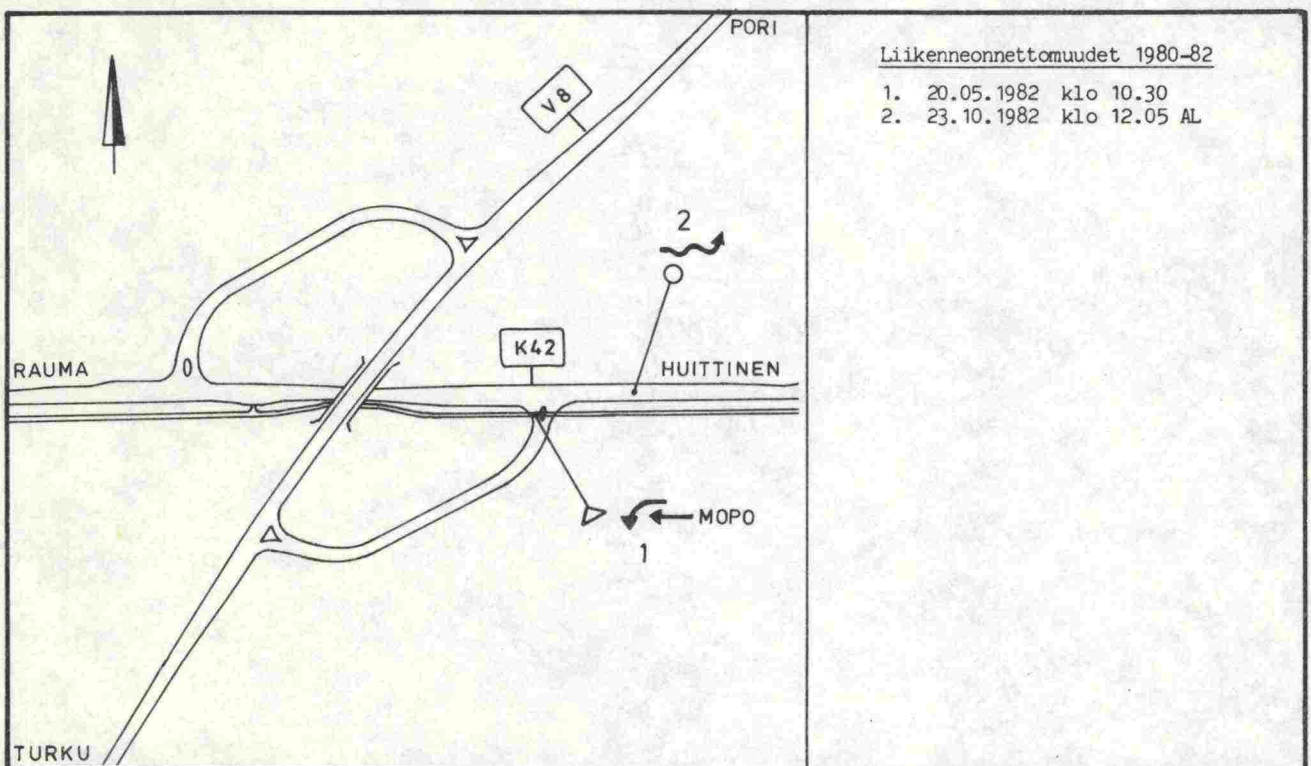 PORI
V8
2
RAUMA
K42
HUITTINEN
MOPO
1
TURKU
Liikenneonnettomuudet 1980-82
1. 20.05.1982 klo 10.30
2. 23.10.1982 klo 12.05 AL